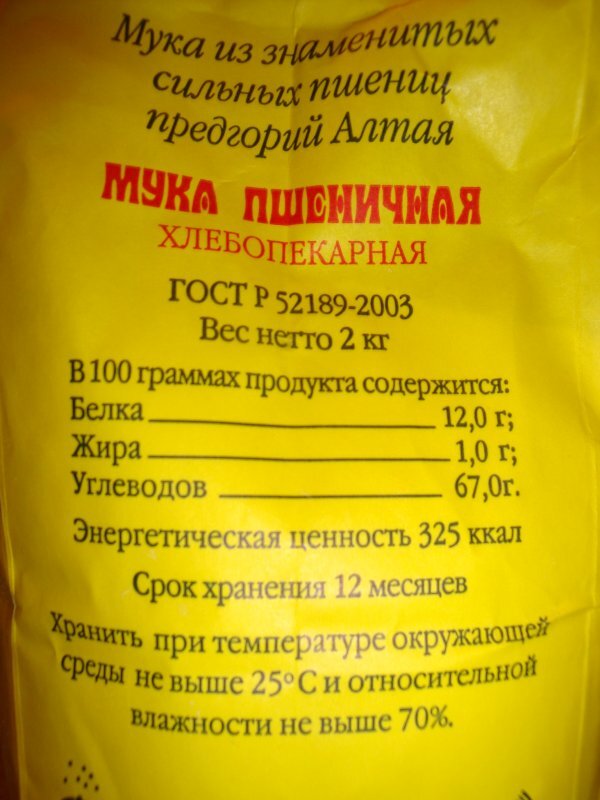 Мука из знаменитых
сильных пшениц
предгорий Алтая
МУКА ПШЕНИЧНАЯ
ХЛЕБОПЕКАРНАЯ
ГОСТ Р 52189-2003
Вес нетто 2 кг
В 100 граммах продукта содержится:
Белка 12,0 г;
Жира 1,0 г;
Углеводов 67,0г.
Энергетическая ценность 325 ккал
Срок хранения 12 месяцев
Хранить при температуре окружающей
среды не выше 25°С и относительной
влажности не выше 70%.